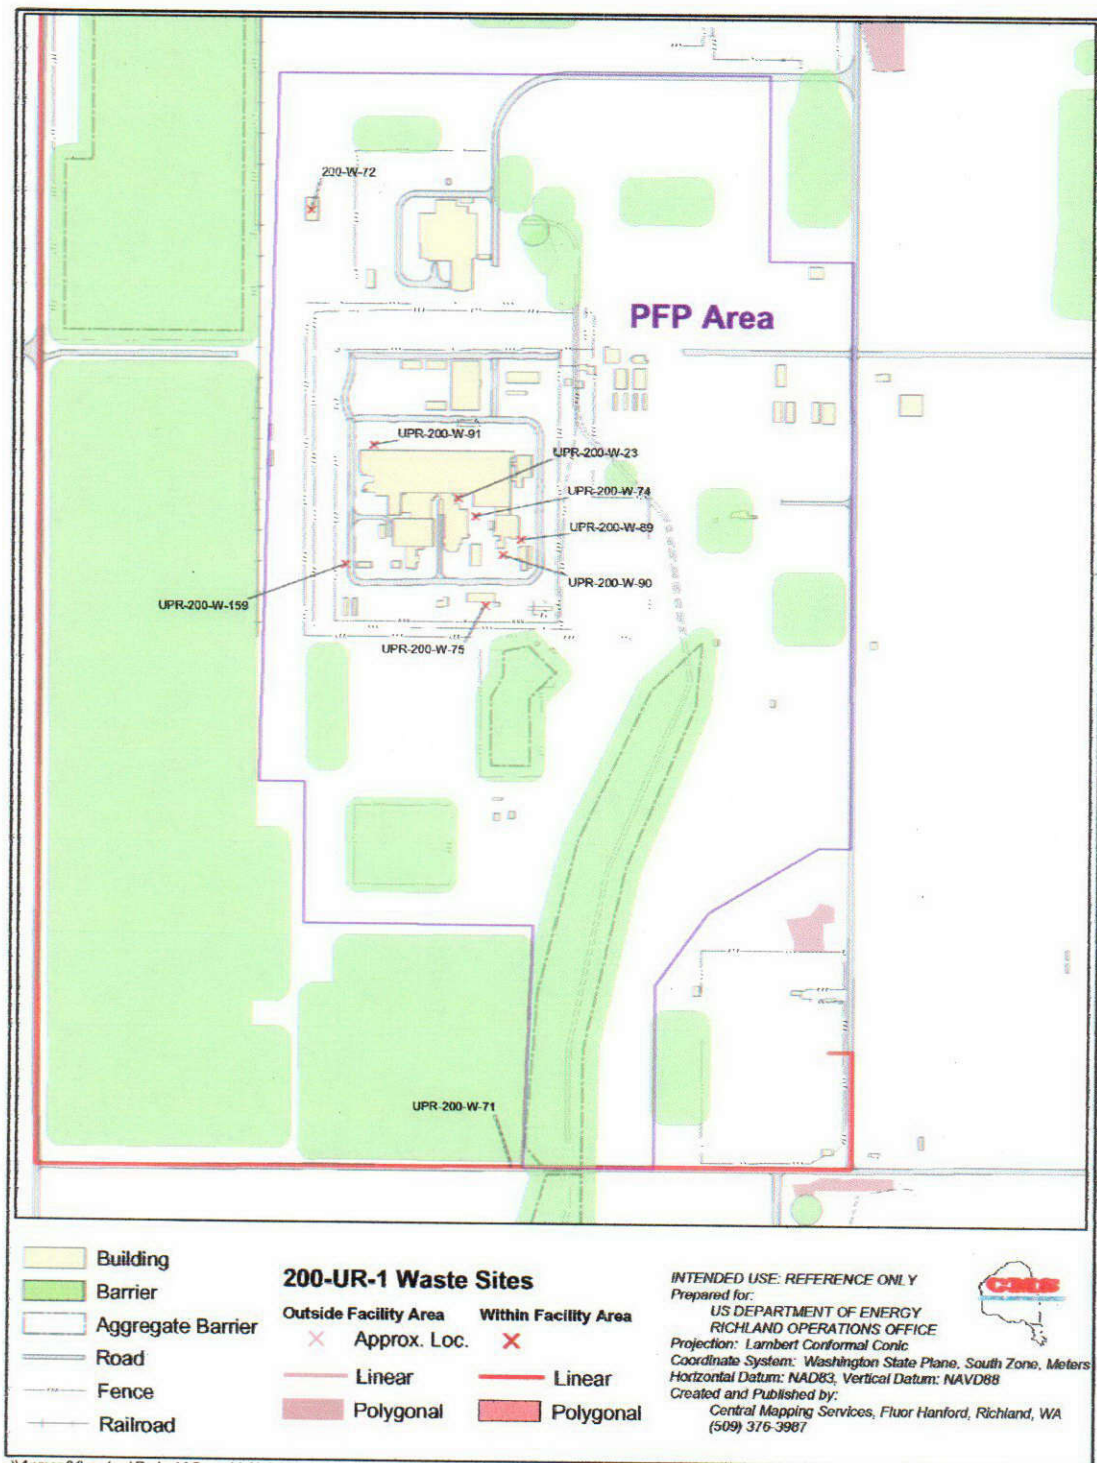 200-W-72
PFP Area
UPR-200-W-91
UPR-200-W-23
UPR-200-W-74
UPR-200-W-89
UPR-200-W-90
UPR-200-W-159
UPR-200-W-75
UPR-200-W-71
Building
Barrier
Aggregate Barrier
Road
Fence
Railroad
200-UR-1 Waste Sites
Outside Facility Area Within Facility Area
Approx. Loc.
Linear Linear
Polygonal Polygonal
INTENDED USE: REFERENCE ONLY
Prepared for:
US DEPARTMENT OF ENERGY
RICHLAND OPERATIONS OFFICE
Projection: Lambert Conformal Conic
Coordinate System: Washington State Plane, South Zone, Meters
Horizontal Datum: NAD83, Vertical Datum: NAVD88
Created and Published by:
Central Mapping Services, Fluor Hanford, Richland, WA
(509) 376-3987
CMS